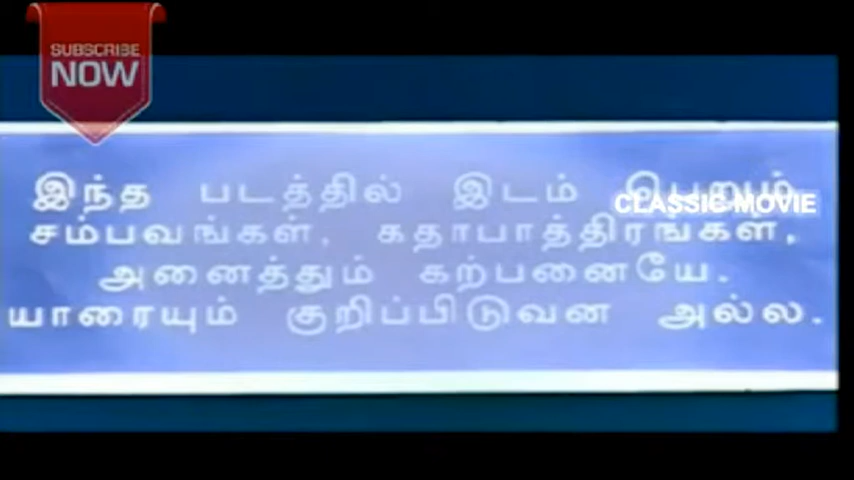 SUBSCRIBE
NOW
இந்த படத்தில் இடம் பெறும்
CLASSIC MOVIE
சம்பவங்கள், கதாபாத்திரங்கள்,
அனைத்தும் கற்பனையே.
யாரையும் குறிப்பிடுவன அல்ல.